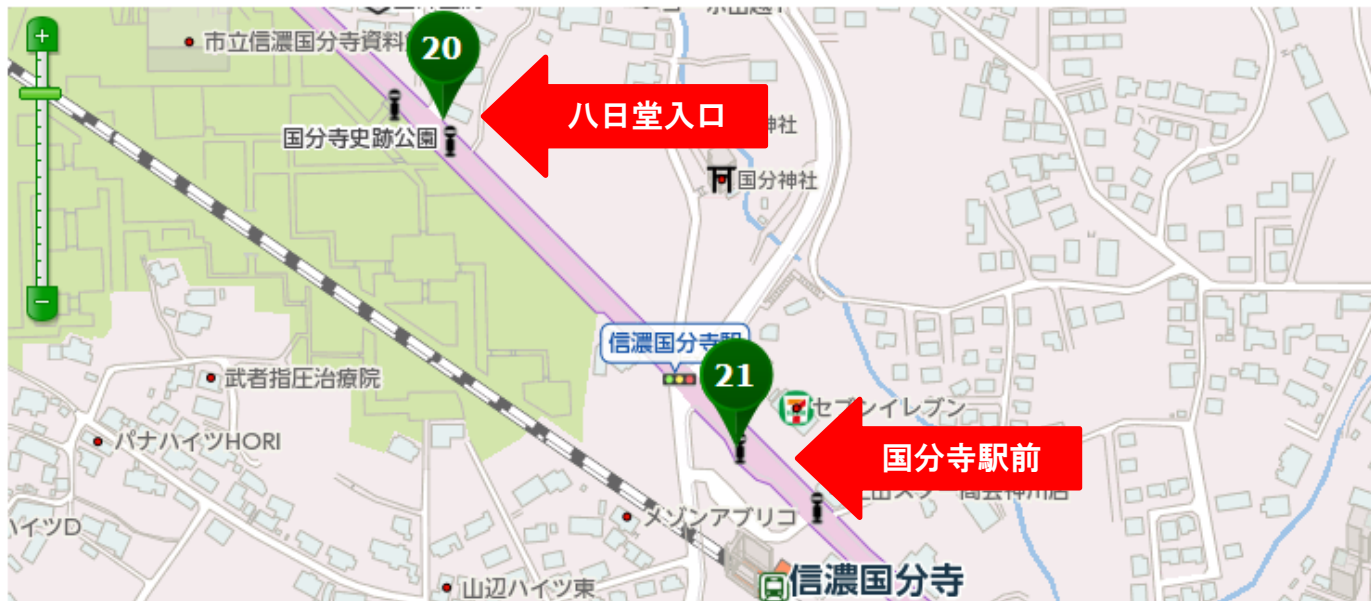 市立信濃国分寺資料
20
八日堂入口
神社
国分寺史跡公園
国分神社
信濃国分寺駅
21
武者指圧治療院
セブンイレブン
パナハイツHORI
国分寺駅前
メゾンアブリコ
ハイツD
山辺ハイツ東
信濃国分寺